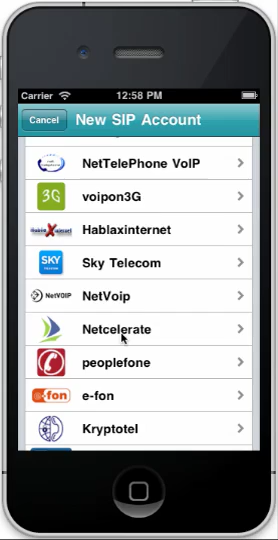 Carrier 12:58 PM
Cancel New SIP Account
NetTelePhone VoIP
3G voipon3G
Hablaxinternet
SKY Sky Telecom
NetVOIP NetVoip
Netcelerate
peoplefone
e-fon e-fon
Kryptotel